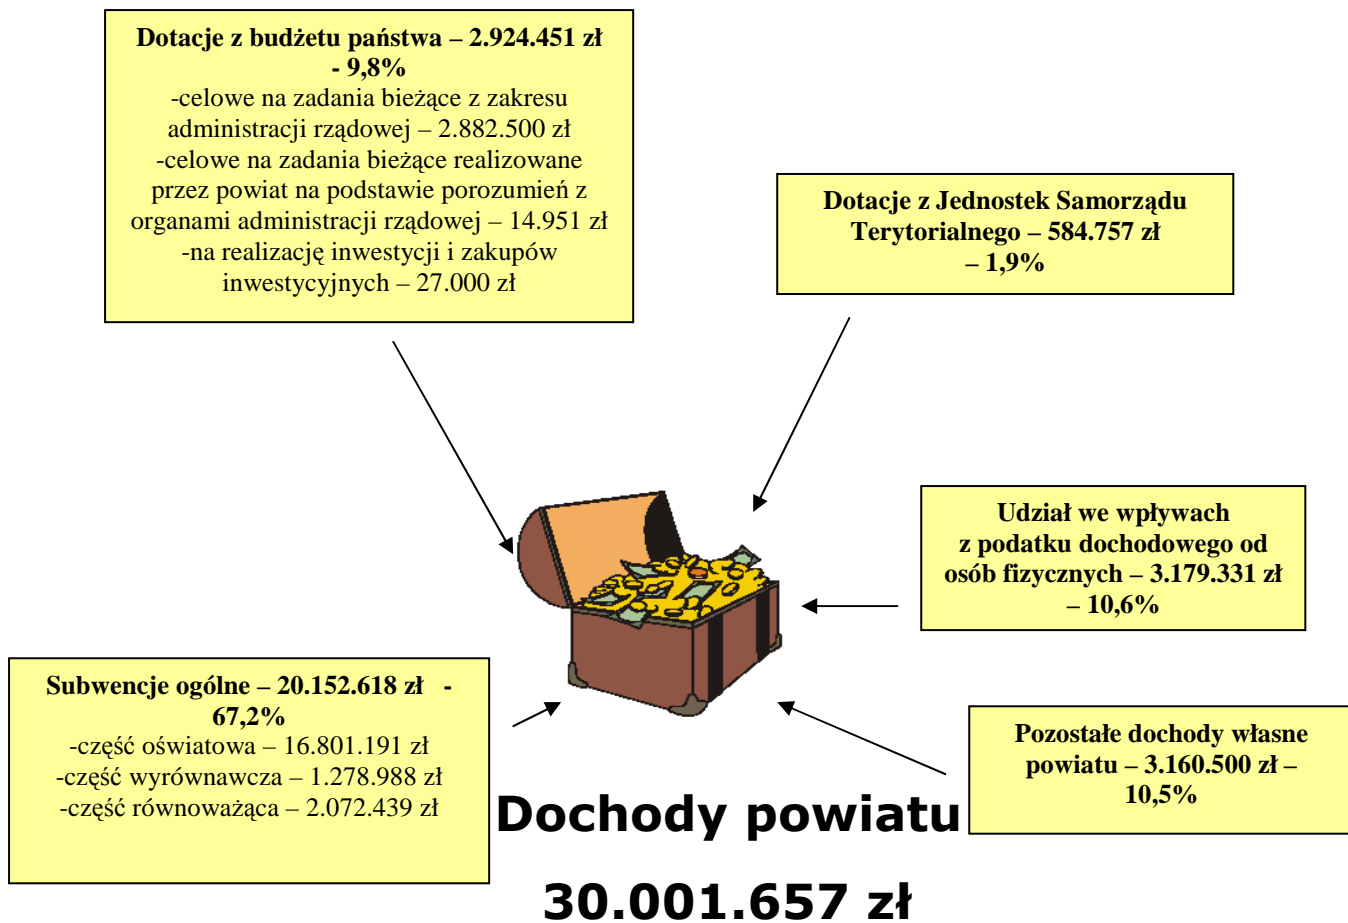 Dotacje z budżetu państwa – 2.924.451 zł
- 9,8%
-celowe na zadania bieżące z zakresu
administracji rządowej – 2.882.500 zł
-celowe na zadania bieżące realizowane
przez powiat na podstawie porozumień z
organami administracji rządowej – 14.951 zł
-na realizację inwestycji i zakupów
inwestycyjnych – 27.000 zł
Dotacje z Jednostek Samorządu
Terytorialnego – 584.757 zł
– 1,9%
Udział we wpływach
z podatku dochodowego od
osób fizycznych – 3.179.331 zł
– 10,6%
Subwencje ogólne – 20.152.618 zł -
67,2%
-część oświatowa – 16.801.191 zł
-część wyrównawcza – 1.278.988 zł
-część równoważąca – 2.072.439 zł
Pozostałe dochody własne
powiatu – 3.160.500 zł –
10,5%
Dochody powiatu
30.001.657 zł